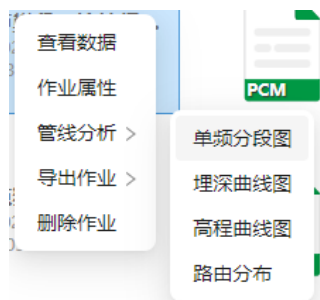 查看数据
作业属性
管线分析 >
导出作业 >
删除作业
PCM
单频分段图
埋深曲线图
高程曲线图
路由分布